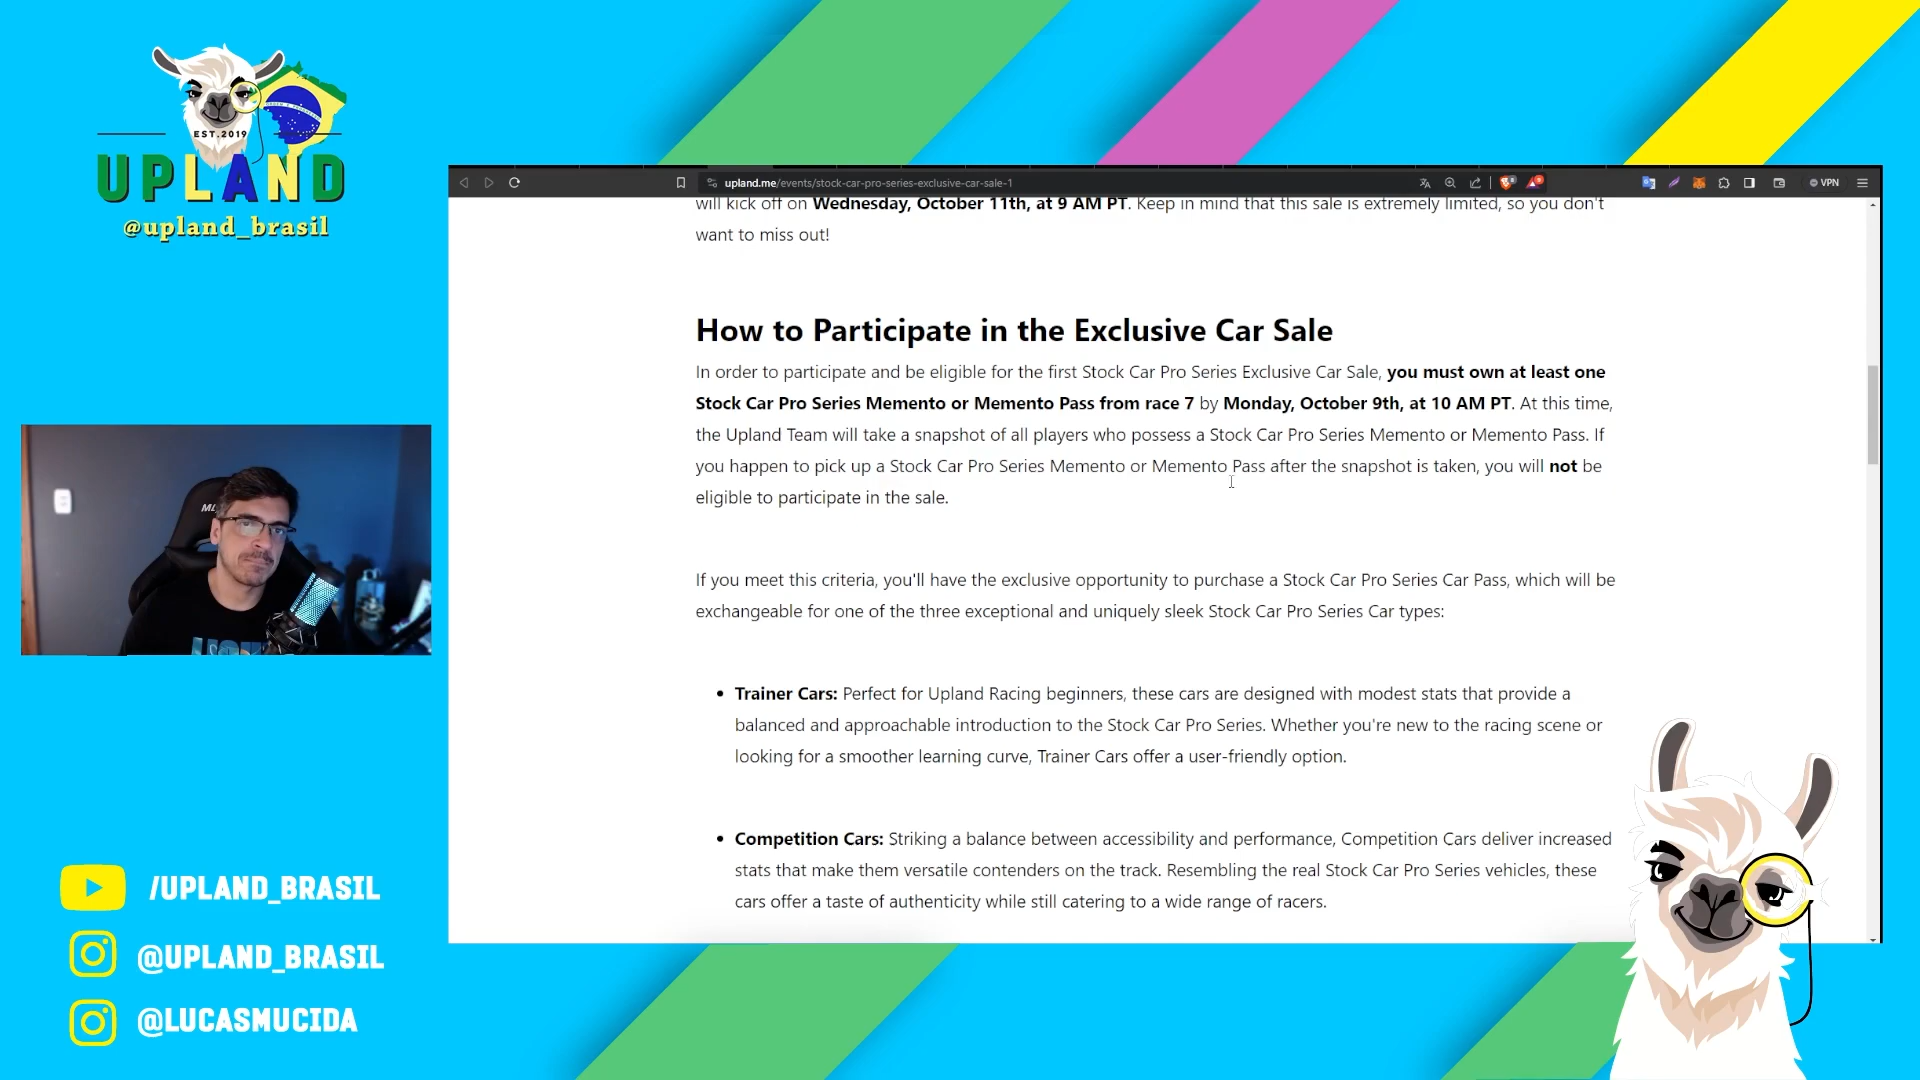 EST.2019
UPLAND
@upland_brasil
upland.me/events/stock-car-pro-series-exclusive-car-sale-1
VPN
will kick off on Wednesday, October 11th, at 9 AM PT. Keep in mind that this sale is extremely limited, so you don't
want to miss out!
How to Participate in the Exclusive Car Sale
In order to participate and be eligible for the first Stock Car Pro Series Exclusive Car Sale, you must own at least one
Stock Car Pro Series Memento or Memento Pass from race 7 by Monday, October 9th, at 10 AM PT. At this time,
the Upland Team will take a snapshot of all players who possess a Stock Car Pro Series Memento or Memento Pass. If
you happen to pick up a Stock Car Pro Series Memento or Memento Pass after the snapshot is taken, you will not be
eligible to participate in the sale.
If you meet this criteria, you'll have the exclusive opportunity to purchase a Stock Car Pro Series Car Pass, which will be
exchangeable for one of the three exceptional and uniquely sleek Stock Car Pro Series Car types:
• Trainer Cars: Perfect for Upland Racing beginners, these cars are designed with modest stats that provide a
balanced and approachable introduction to the Stock Car Pro Series. Whether you're new to the racing scene or
looking for a smoother learning curve, Trainer Cars offer a user-friendly option.
• Competition Cars: Striking a balance between accessibility and performance, Competition Cars deliver increased
stats that make them versatile contenders on the track. Resembling the real Stock Car Pro Series vehicles, these
cars offer a taste of authenticity while still catering to a wide range of racers.
/UPLAND_BRASIL
@UPLAND_BRASIL
@LUCASMUCIDA